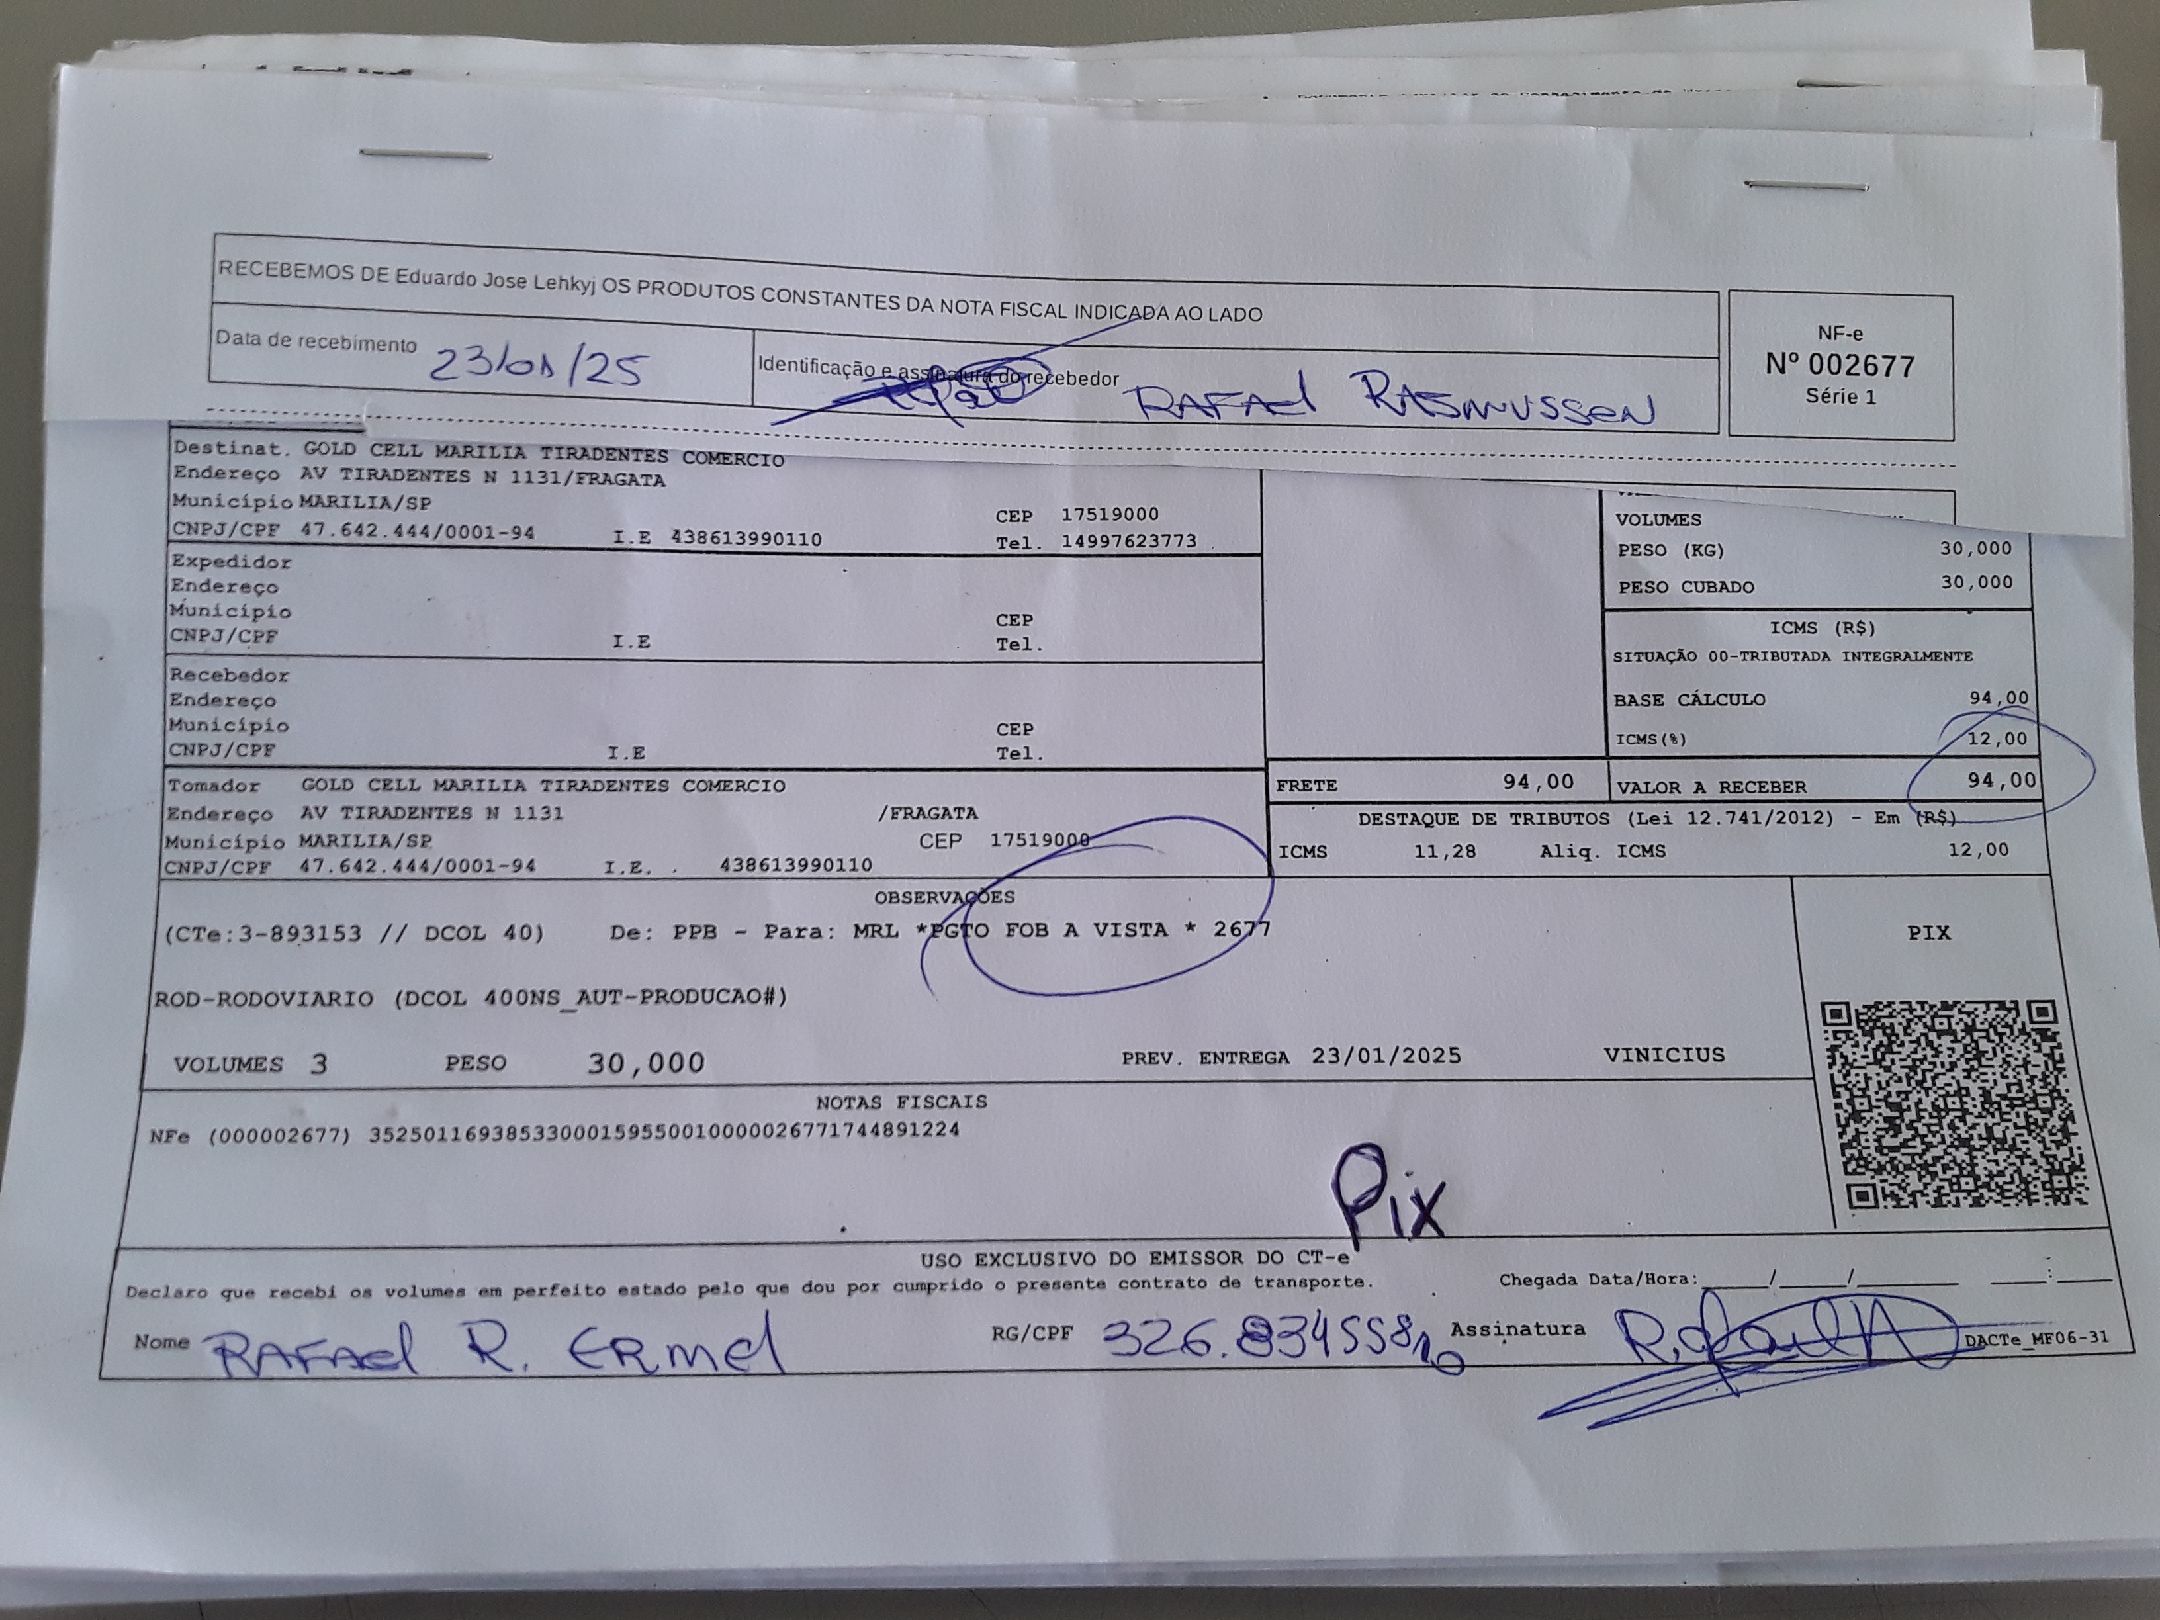 RECEBEMOS DE Eduardo Jose Lehkyj OS PRODUTOS CONSTANTES DA NOTA FISCAL INDICADA AO LADO
Data de recebimento 23/01/25
Identificação e assinatura do recebedor
RAFAEL RASMUSSEN
NF-e
Nº 002677
Série 1
Destinat. GOLD CELL MARILIA TIRADENTES COMERCIO
Endereço AV TIRADENTES N 1131/FRAGATA
Município MARILIA/SP CEP 17519000
CNPJ/CPF 47.642.444/0001-94 I.E 438613990110 Tel. 14997623773
Expedidor
Endereço
Município CEP
CNPJ/CPF I.E Tel.
Recebedor
Endereço
Município CEP
CNPJ/CPF I.E Tel.
Tomador GOLD CELL MARILIA TIRADENTES COMERCIO
Endereço AV TIRADENTES N 1131 /FRAGATA
Município MARILIA/SP CEP 17519000
CNPJ/CPF 47.642.444/0001-94 I.E. . 438613990110
VOLUMES
PESO (KG) 30,000
PESO CUBADO 30,000
ICMS (R$)
SITUAÇÃO 00-TRIBUTADA INTEGRALMENTE
BASE CÁLCULO 94,00
ICMS(%) 12,00
FRETE 94,00 VALOR A RECEBER 94,00
DESTAQUE DE TRIBUTOS (Lei 12.741/2012) - Em (R$)
ICMS 11,28 Aliq. ICMS 12,00
OBSERVAÇÕES
(CTe:3-893153 // DCOL 40) De: PPB - Para: MRL *PGTO FOB A VISTA * 2677
ROD-RODOVIARIO (DCOL 400NS_AUT-PRODUCAO#)
VOLUMES 3 PESO 30,000 PREV. ENTREGA 23/01/2025 VINICIUS
PIX
NOTAS FISCAIS
NFe (000002677) 35250116938533000159550010000026771744891224
Pix
USO EXCLUSIVO DO EMISSOR DO CT-e
Declaro que recebi os volumes em perfeito estado pelo que dou por cumprido o presente contrato de transporte. Chegada Data/Hora:_____/_____/_______ ____:____
Nome RAFAEL R. ERMEL RG/CPF Assinatura DACTe_MF06-31